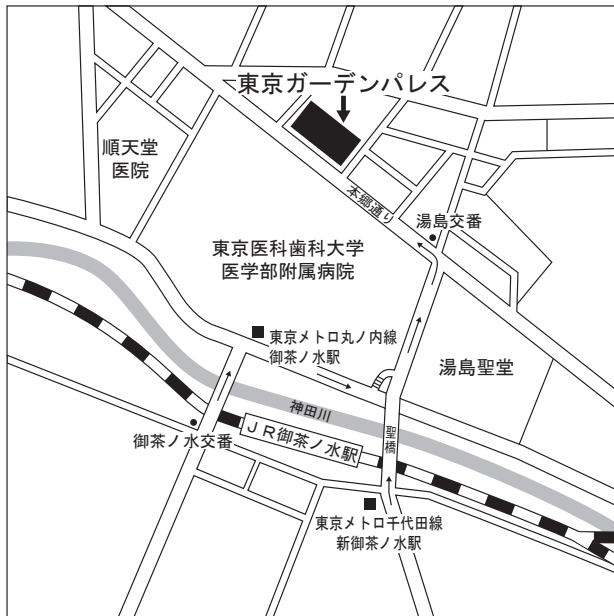 東京ガーデンパレス
順天堂
医院
本郷通り
湯島交番
東京医科歯科大学
医学部附属病院
東京メトロ丸ノ内線
御茶ノ水駅
湯島聖堂
神田川
聖橋
御茶ノ水交番
JR御茶ノ水駅
東京メトロ千代田線
新御茶ノ水駅